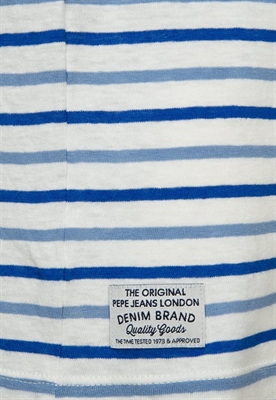 THE ORIGINAL
PEPE JEANS LONDON
DENIM BRAND
Quality Goods
THE TIME TESTED 1973 & APPROVED